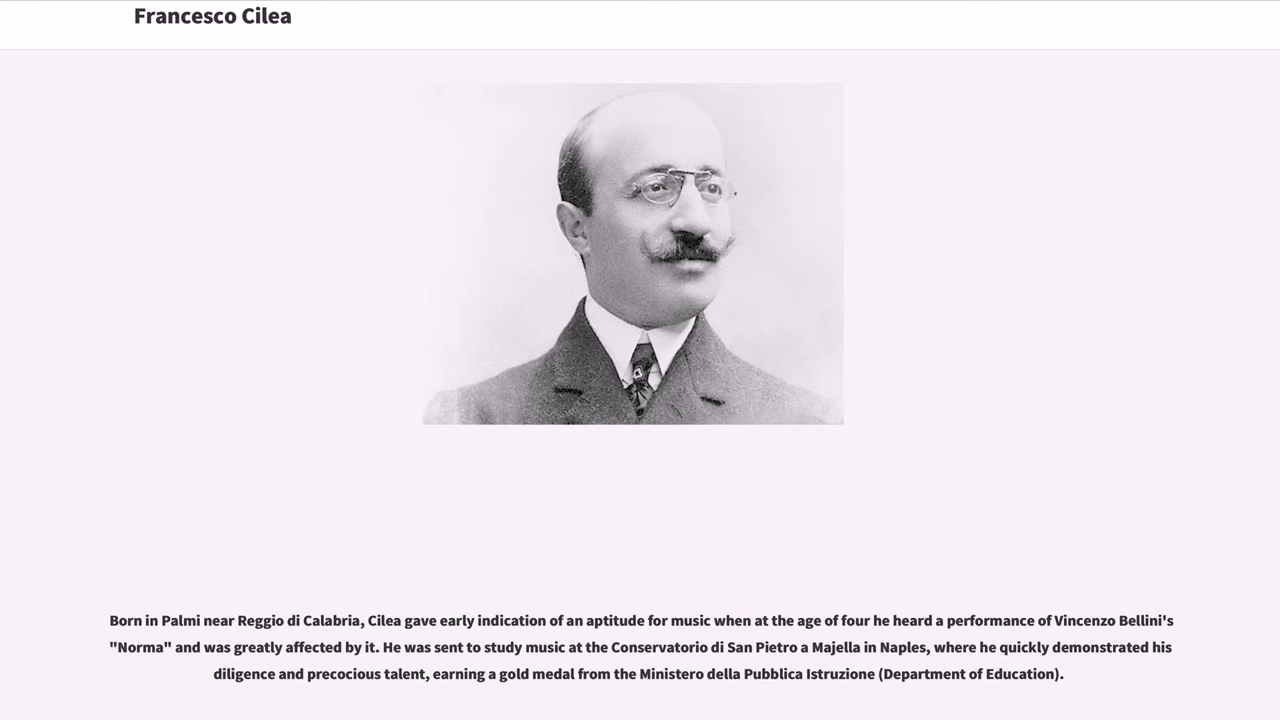 Francesco Cilea
Born in Palmi near Reggio di Calabria, Cilea gave early indication of an aptitude for music when at the age of four he heard a performance of Vincenzo Bellini's
"Norma" and was greatly affected by it. He was sent to study music at the Conservatorio di San Pietro a Majella in Naples, where he quickly demonstrated his
diligence and precocious talent, earning a gold medal from the Ministero della Pubblica Istruzione (Department of Education).